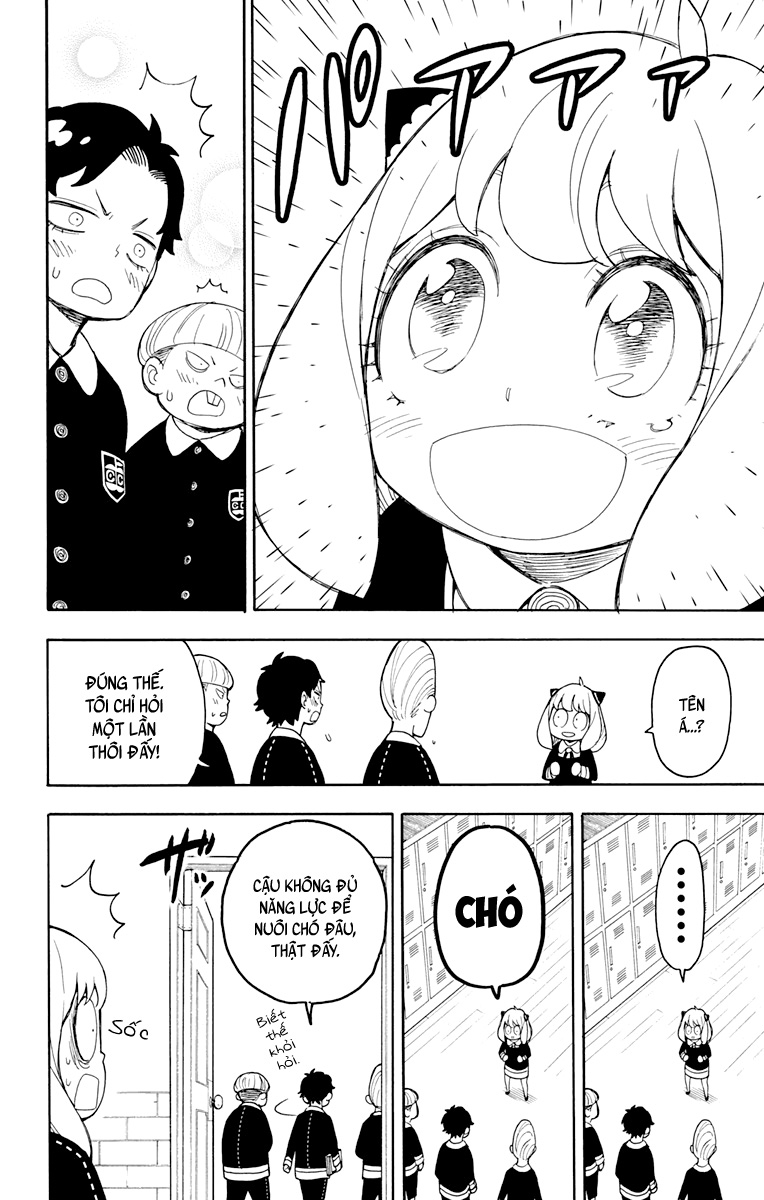 パァァァ
TÊN
Á...?
ĐÚNG THẾ.
TÔI CHỈ HỎI
MỘT LẦN
THÔI ĐẤY!
......
CHÓ
CẬU KHÔNG ĐỦ
NĂNG LỰC ĐỂ
NUÔI CHÓ ĐÂU,
THẬT ĐẤY.
Biết
thế
khỏi
hỏi.
ザッ
SỐC